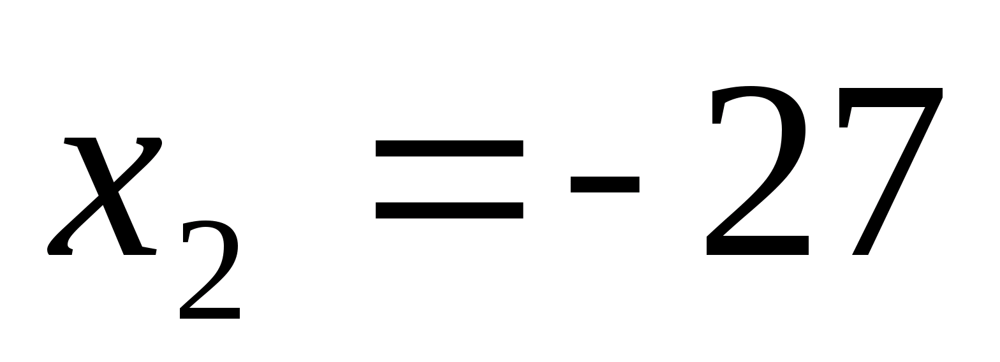 x₂ =- 27